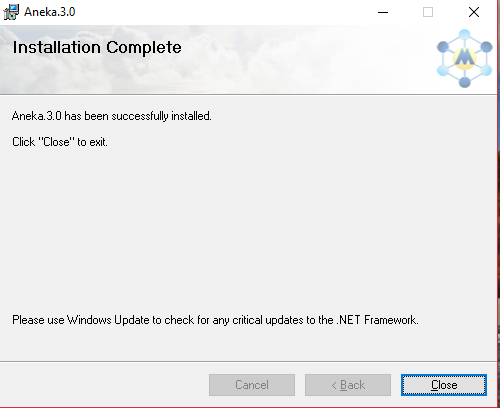 Aneka.3.0
Installation Complete
M
Aneka.3.0 has been successfully installed.
Click "Close" to exit.
Please use Windows Update to check for any critical updates to the .NET Framework.
Cancel
< Back
Close